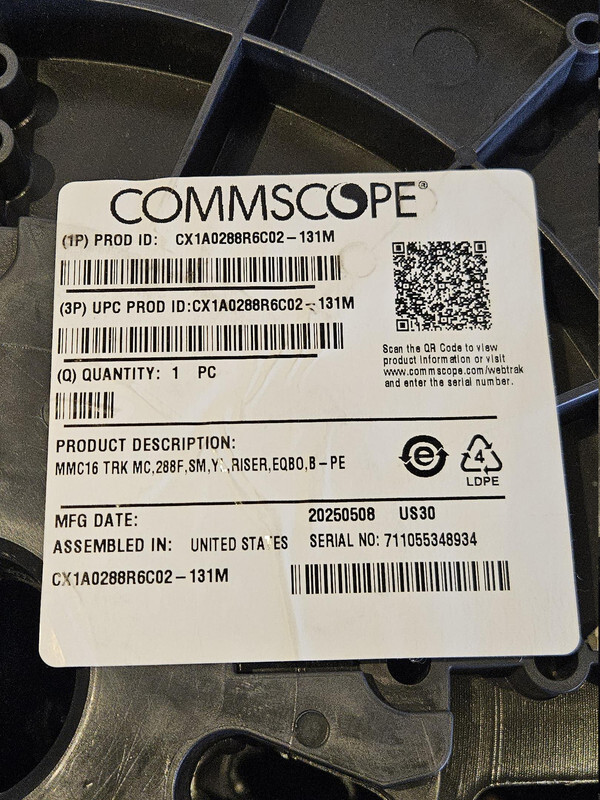 COMMSCOPE®
(1P) PROD ID: CX1A0288R6C02-131M
(3P) UPC PROD ID:CX1A0288R6C02-131M
Scan the QR Code to view
product information or visit
www.commscope.com/webtrak
and enter the serial number.
(Q) QUANTITY: 1 PC
PRODUCT DESCRIPTION:
MMC16 TRK MC,288F,SM,Y,RISER,EQBO,B-PE
e
4
LDPE
MFG DATE: 20250508 US30
ASSEMBLED IN: UNITED STATES SERIAL NO: 711055348934
CX1A0288R6C02-131M